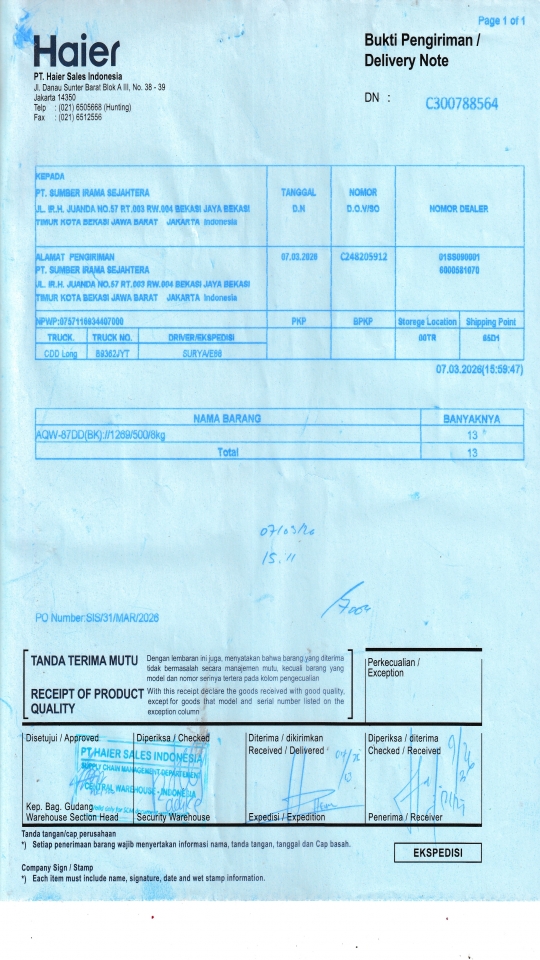 Page 1 of 1
Haier
Bukti Pengiriman /
Delivery Note
PT. Haier Sales Indonesia
Jl. Danau Sunter Barat Blok A III, No. 38 - 39
Jakarta 14350
Telp : (021) 6505668 (Hunting)
Fax : (021) 6512556
DN : C300788564
KEPADA
PT. SUMBER IRAMA SEJAHTERA
JL. IR.H. JUANDA NO.57 RT.003 RW.004 BEKASI JAYA BEKASI
TIMUR KOTA BEKASI JAWA BARAT JAKARTA Indonesia
TANGGAL
D.N
NOMOR
D.O./SO
NOMOR DEALER
ALAMAT PENGIRIMAN
PT. SUMBER IRAMA SEJAHTERA
JL. IR.H. JUANDA NO.57 RT.003 RW.004 BEKASI JAYA BEKASI
TIMUR KOTA BEKASI JAWA BARAT JAKARTA Indonesia
07.03.2026
C248205912
6000581070
PKP
BPKP
Storege Location
Shipping Point
TRUCK.
TRUCK NO.
DRIVER/EKSPEDISI
00TR
CDD Long
07.03.2026(15:59:47)
NAMA BARANG
BANYAKNYA
AQW-87DD(BK)://1269/500/8kg
13
Total
13
15.11
PO Number:SIS/31/MAR/2026
TANDA TERIMA MUTU
Dengan lembaran ini juga, menyatakan bahwa barang yang diterima
tidak bermasalah secara manajemen mutu, kecuali barang yang
model dan nomor serinya tertera pada kolom pengecualian
RECEIPT OF PRODUCT
QUALITY
With this receipt declare the goods received with good quality,
except for goods that model and serial number listed on the
exception column
Perkecualian /
Exception
Disetujui / Approved
Diperiksa / Checked
Diterima / dikirimkan
Received / Delivered
Diperiksa / diterima
Checked / Received
PT.HAIER SALES INDONESIA
SUPPLY CHAIN MANAGEMENT DEPARTEMENT
CENTRAL WAREHOUSE - INDONESIA
Kep. Bag. Gudang
Warehouse Section Head
Security Warehouse
Expedisi / Expedition
Penerima / Receiver
Tanda tangan/cap perusahaan
*) Setiap penerimaan barang wajib menyertakan informasi nama, tanda tangan, tanggal dan Cap basah.
EKSPEDISI
Company Sign / Stamp
*) Each item must include name, signature, date and wet stamp information.